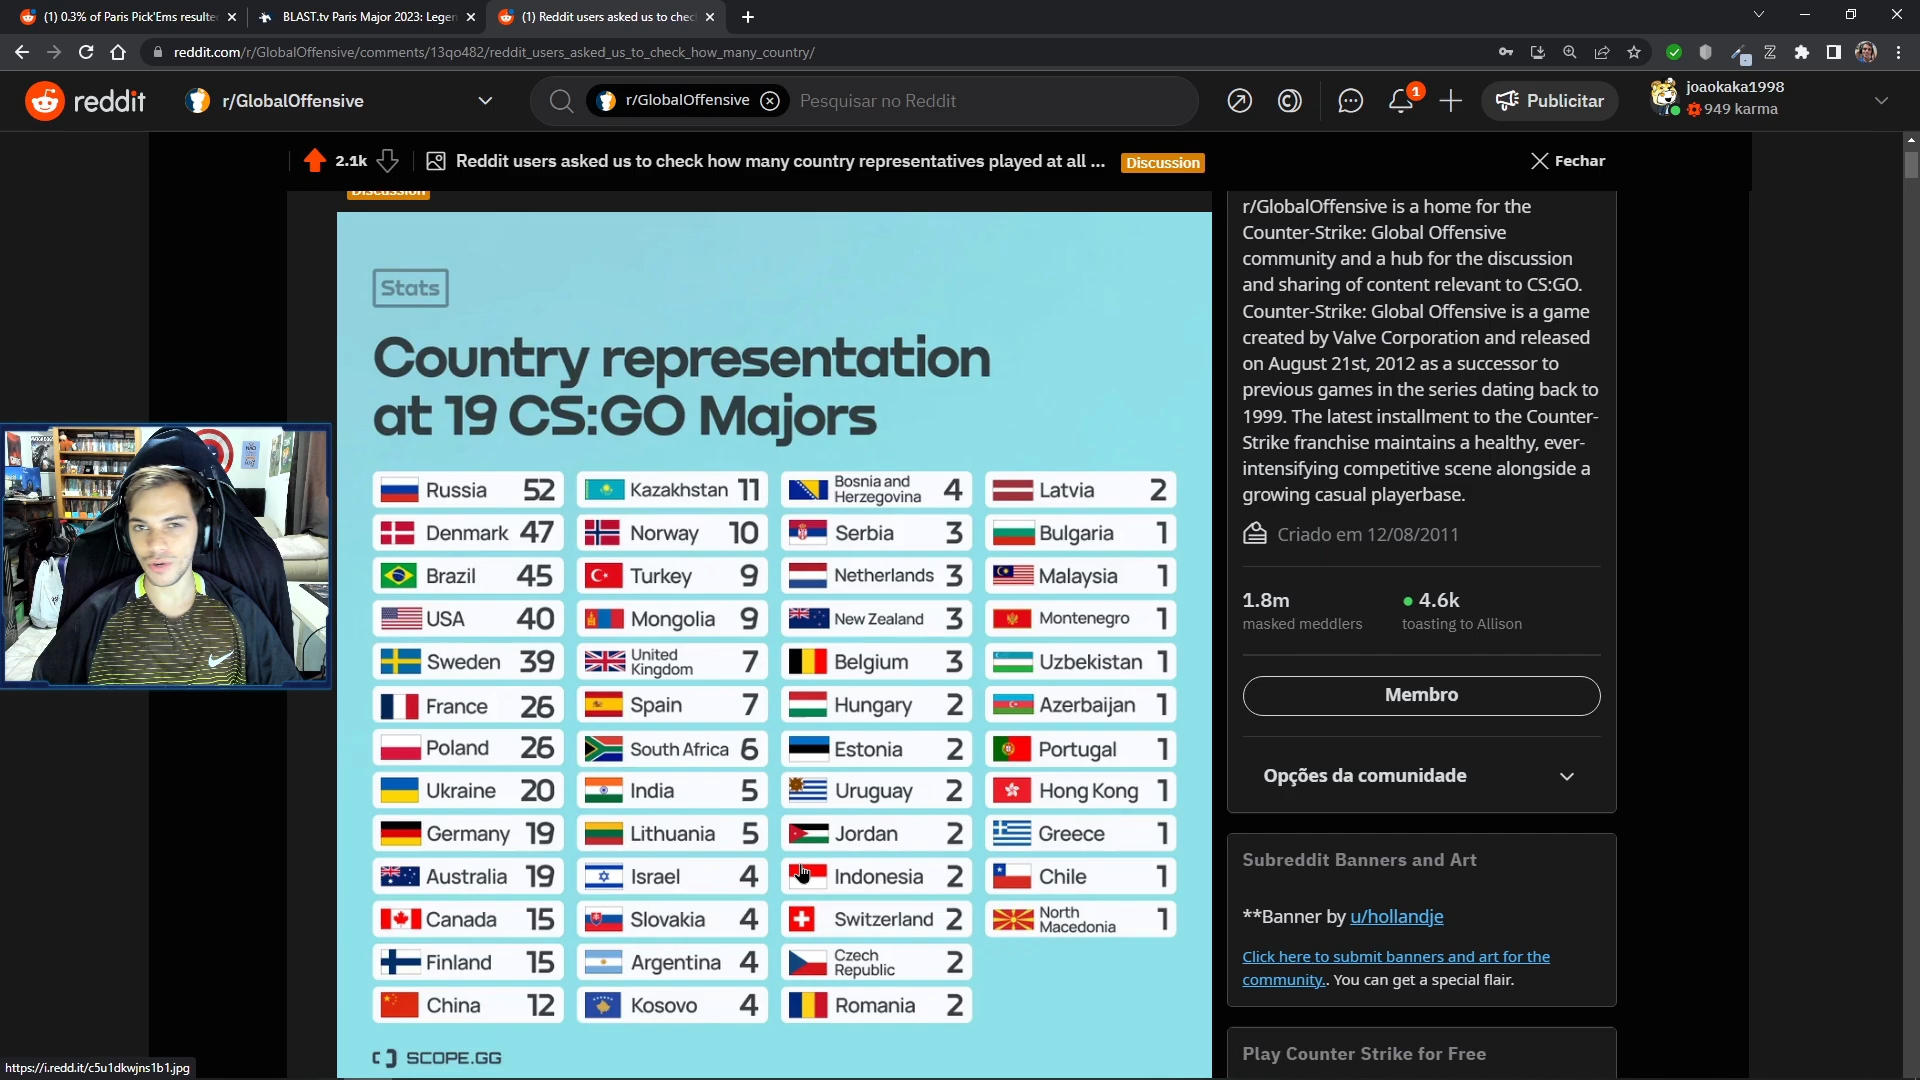 (1) 0.3% of Paris Pick'Ems resulte
BLAST.tv Paris Major 2023: Legen
(1) Reddit users asked us to chec
reddit.com/r/GlobalOffensive/comments/13qo482/reddit_users_asked_us_to_check_how_many_country/
reddit
r/GlobalOffensive
r/GlobalOffensive
Pesquisar no Reddit
1
Publicitar
joaokaka1998
949 karma
2.1k
Reddit users asked us to check how many country representatives played at all ...
Discussion
Fechar
Discussion
Stats
Country representation
at 19 CS:GO Majors
Russia 52
Denmark 47
Brazil 45
USA 40
Sweden 39
France 26
Poland 26
Ukraine 20
Germany 19
Australia 19
Canada 15
Finland 15
China 12
Kazakhstan 11
Norway 10
Turkey 9
Mongolia 9
United
Kingdom 7
Spain 7
South Africa 6
India 5
Lithuania 5
Israel 4
Slovakia 4
Argentina 4
Kosovo 4
Bosnia and
Herzegovina 4
Serbia 3
Netherlands 3
New Zealand 3
Belgium 3
Hungary 2
Estonia 2
Uruguay 2
Jordan 2
Indonesia 2
Switzerland 2
Czech
Republic 2
Romania 2
Latvia 2
Bulgaria 1
Malaysia 1
Montenegro 1
Uzbekistan 1
Azerbaijan 1
Portugal 1
Hong Kong 1
Greece 1
Chile 1
North
Macedonia 1
SCOPE.GG
r/GlobalOffensive is a home for the
Counter-Strike: Global Offensive
community and a hub for the discussion
and sharing of content relevant to CS:GO.
Counter-Strike: Global Offensive is a game
created by Valve Corporation and released
on August 21st, 2012 as a successor to
previous games in the series dating back to
1999. The latest installment to the Counter-
Strike franchise maintains a healthy, ever-
intensifying competitive scene alongside a
growing casual playerbase.
Criado em 12/08/2011
1.8m
masked meddlers
4.6k
toasting to Allison
Membro
Opções da comunidade
Subreddit Banners and Art
**Banner by u/hollandje
Click here to submit banners and art for the
community.. You can get a special flair.
Play Counter Strike for Free
https://i.redd.it/c5u1dkwjns1b1.jpg